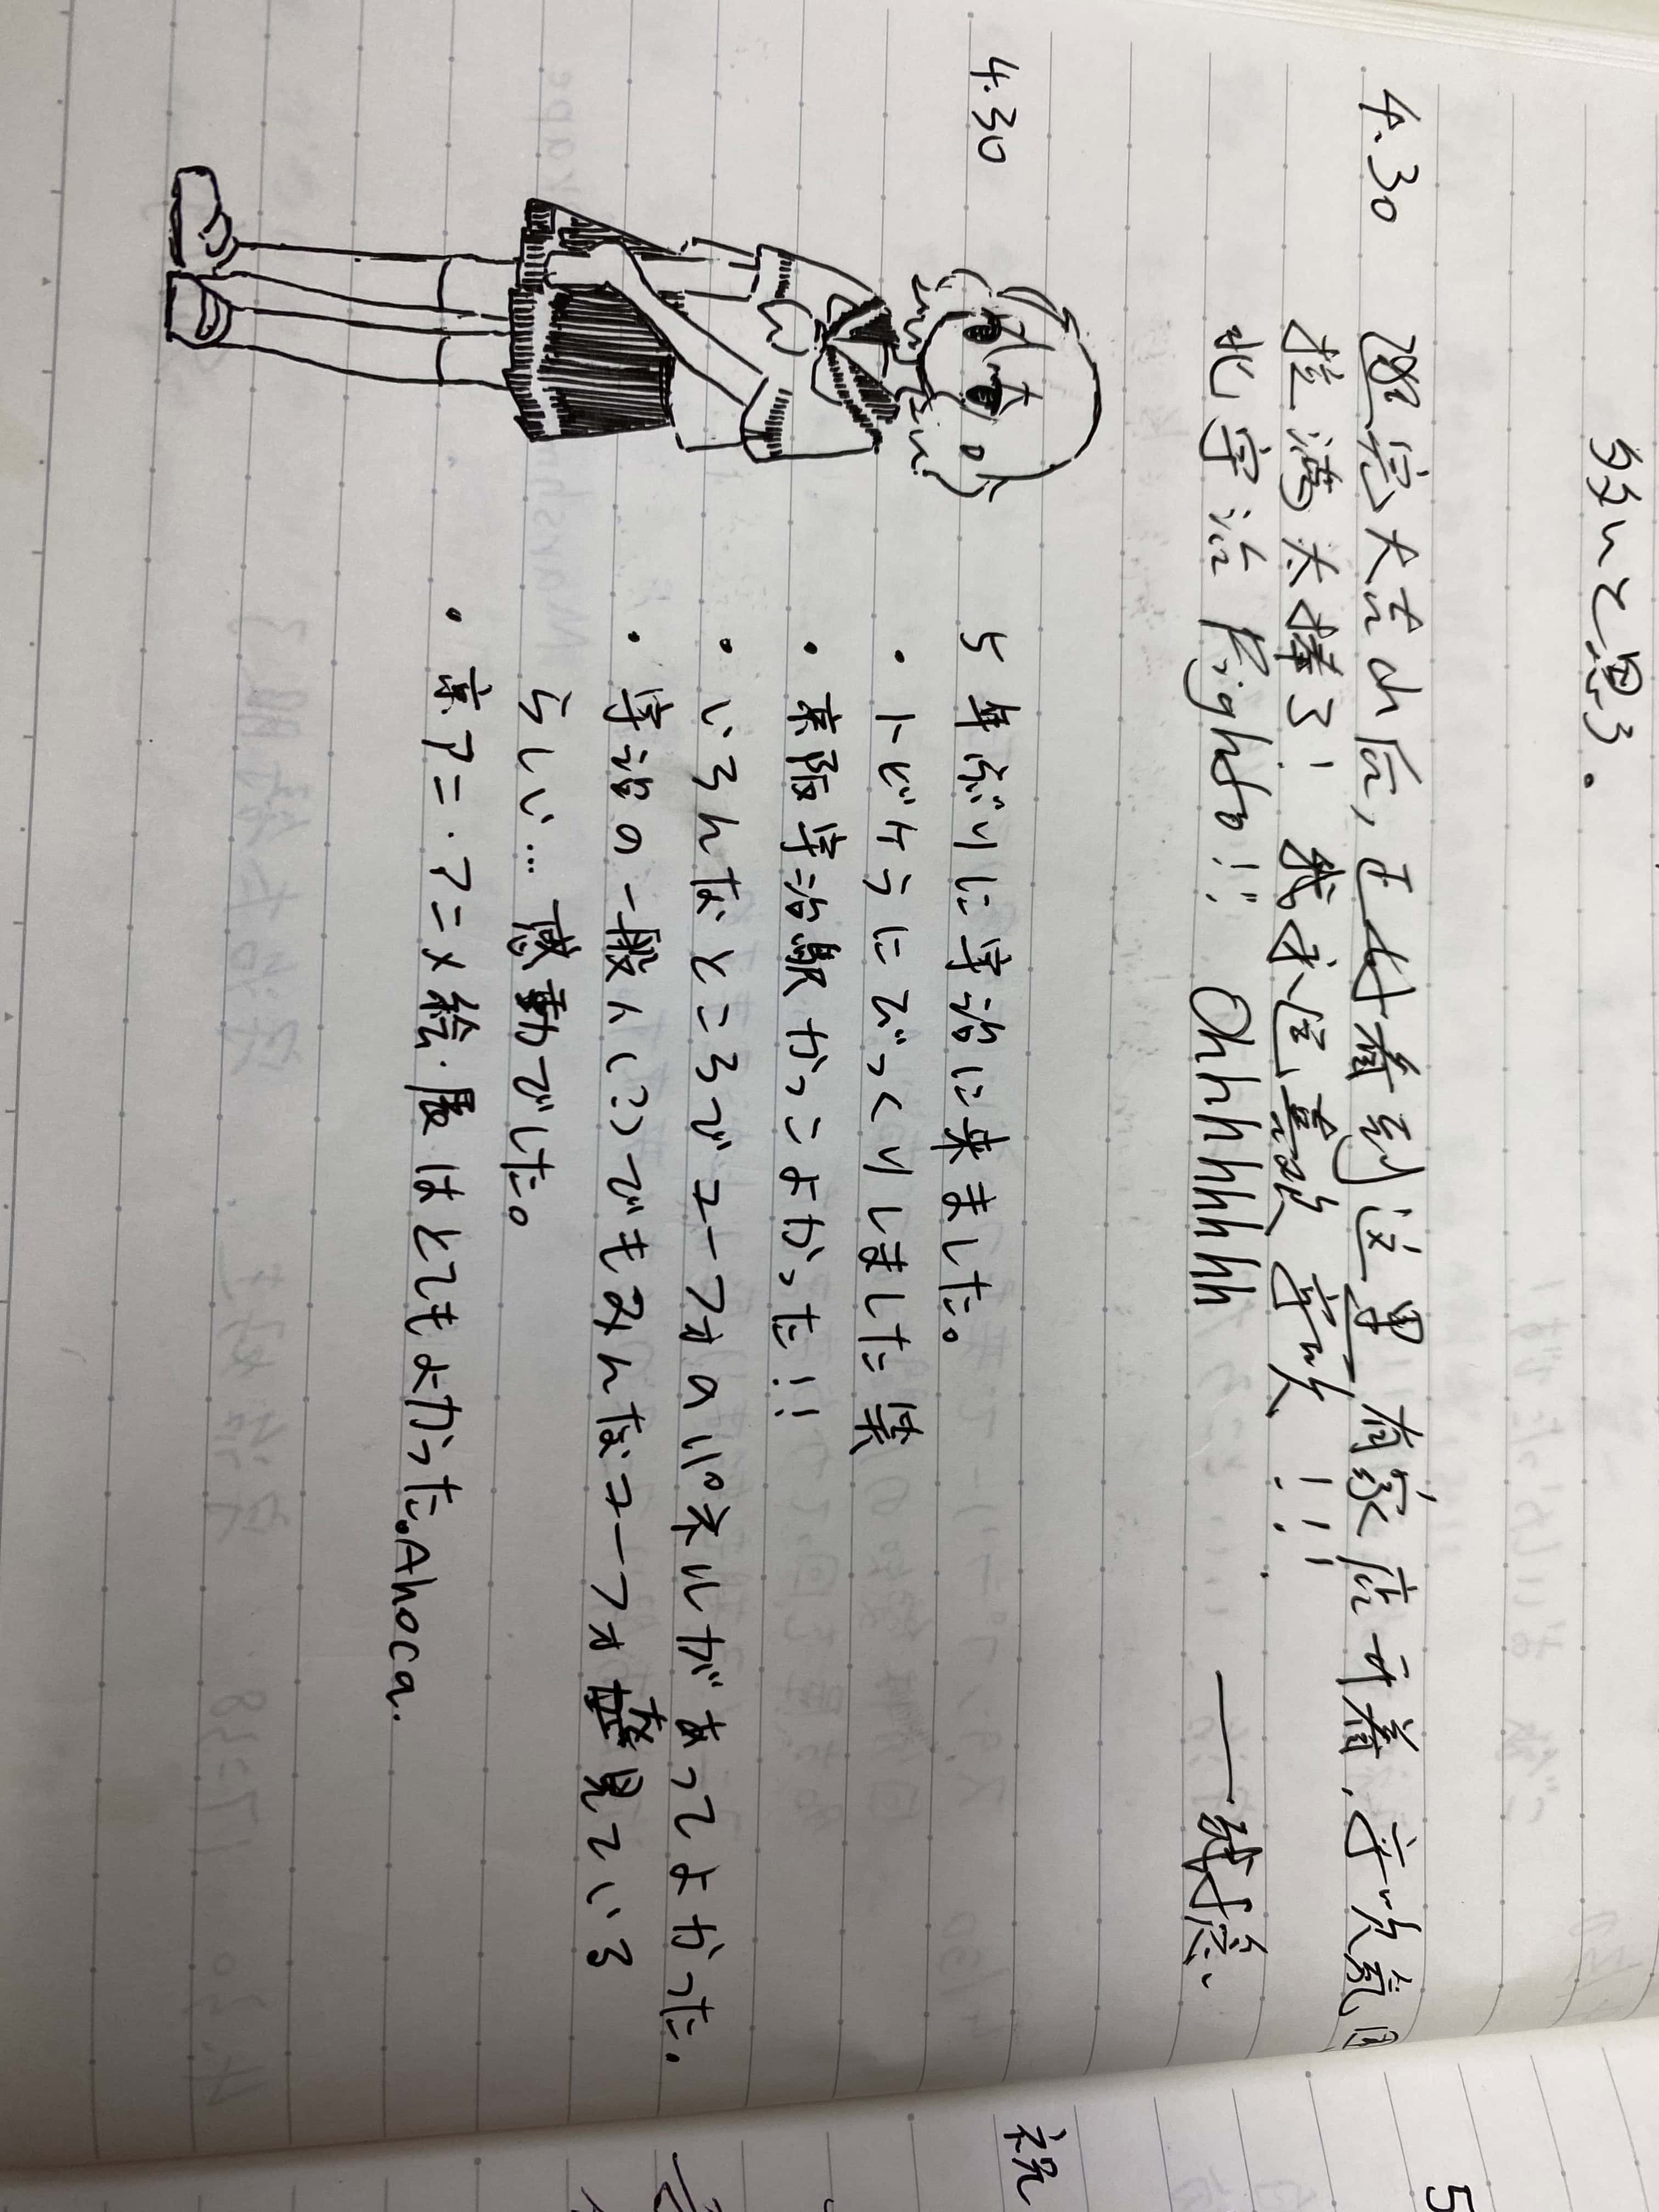 多いと思う。
4.30 逛完大吉山后,正好看到这里有家店开着,京吹氛围
拉满太棒了! 我永远喜欢京吹!!!
北宇治 Fighto!! Ohhhhhhhh
5年ぶりに宇治に来ました。
4.30
・トビケラにびっくりしました笑
・京阪宇治駅かっこよかった!!
・いろんなところでユーフォのパネルがあってよかった。
・宇治の一般人(?)でもみんなユーフォを見ている
らしい…感動でした。
・京アニ・アニメ絵・展はとてもよかった。Ahoca.
祝
5